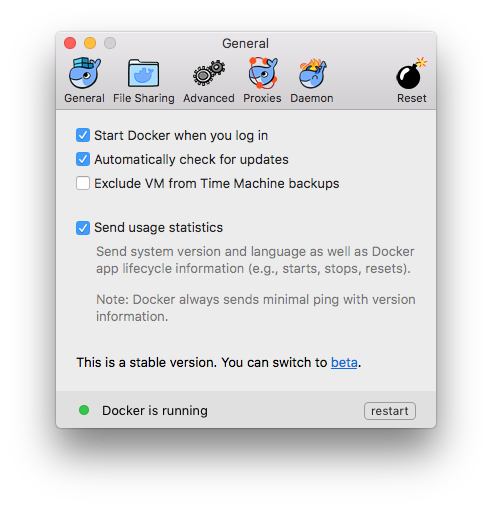 General
General File Sharing Advanced Proxies Daemon Reset
Start Docker when you log in
Automatically check for updates
Exclude VM from Time Machine backups
Send usage statistics
Send system version and language as well as Docker
app lifecycle information (e.g., starts, stops, resets).
Note: Docker always sends minimal ping with version
information.
This is a stable version. You can switch to beta.
Docker is running restart